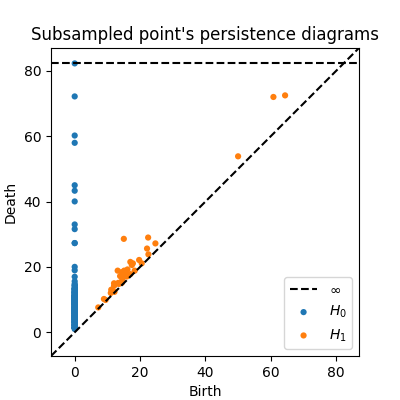 Subsampled point's persistence diagrams
Death
80
60
40
20
0
∞
H₀
H₁
0 20 40 60 80
Birth